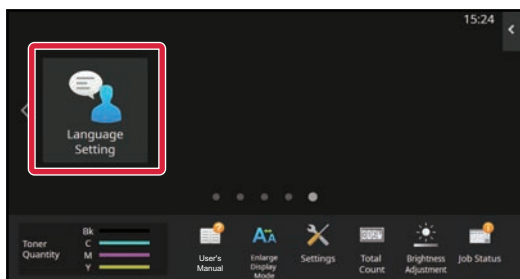 15:24
Language
Setting
Toner
Quantity
Bk
C
M
Y
User's
Manual
Enlarge
Display
Mode
Settings
Total
Count
Brightness
Adjustment
Job Status